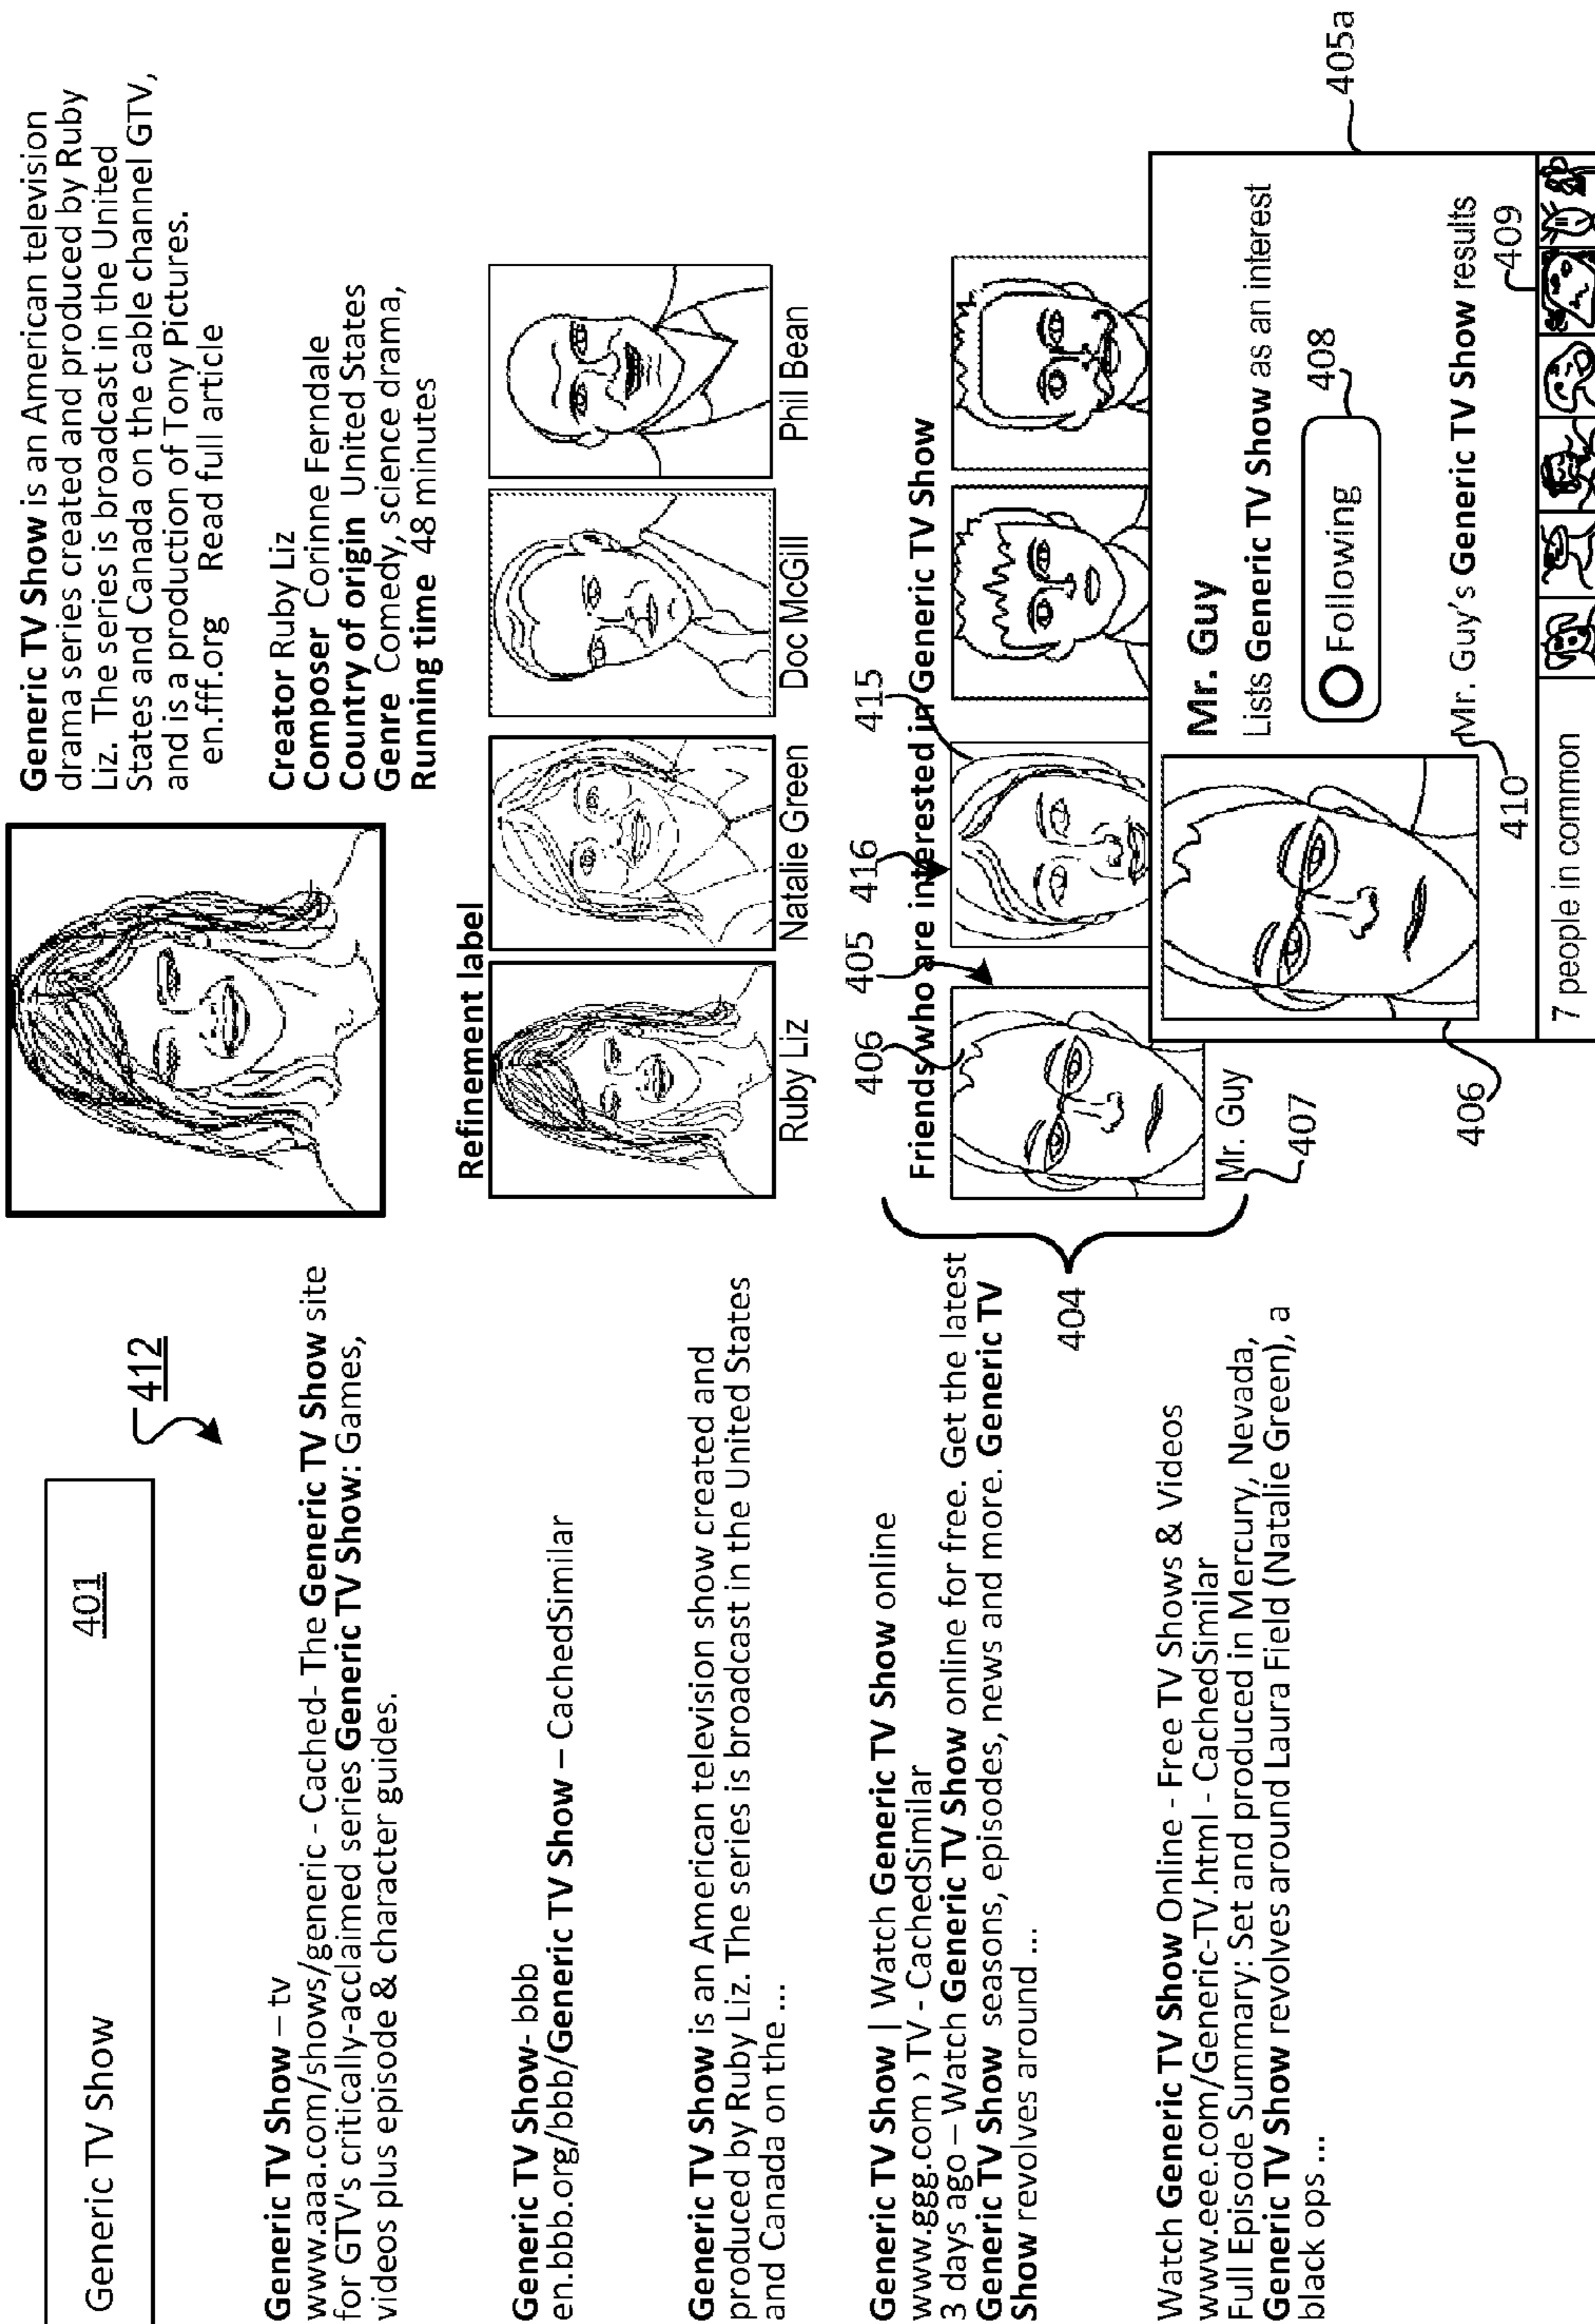 Generic TV Show
401
412
Generic TV Show – tv
www.aaa.com/shows/generic - Cached- The Generic TV Show site
for GTV's critically-acclaimed series Generic TV Show: Games,
videos plus episode & character guides.
Generic TV Show- bbb
en.bbb.org/bbb/Generic TV Show – CachedSimilar
Generic TV Show is an American television show created and
produced by Ruby Liz. The series is broadcast in the United States
and Canada on the ...
Generic TV Show | Watch Generic TV Show online
www.ggg.com › TV - CachedSimilar
3 days ago – Watch Generic TV Show online for free. Get the latest
Generic TV Show seasons, episodes, news and more. Generic TV
Show revolves around ...
Watch Generic TV Show Online - Free TV Shows & Videos
www.eee.com/Generic-TV.html - CachedSimilar
Full Episode Summary: Set and produced in Mercury, Nevada,
Generic TV Show revolves around Laura Field (Natalie Green), a
black ops ...
Generic TV Show is an American television
drama series created and produced by Ruby
Liz. The series is broadcast in the United
States and Canada on the cable channel GTV,
and is a production of Tony Pictures.
en.fff.org Read full article
Creator Ruby Liz
Composer Corinne Ferndale
Country of origin United States
Genre Comedy, science drama,
Running time 48 minutes
Refinement label
Ruby Liz
Natalie Green
Doc McGill
Phil Bean
406
405
416
415
Friends who are interested in Generic TV Show
404
Mr. Guy
407
Mr. Guy
Lists Generic TV Show as an interest
Following
408
405a
Mr. Guy's Generic TV Show results
406
410
409
7 people in common